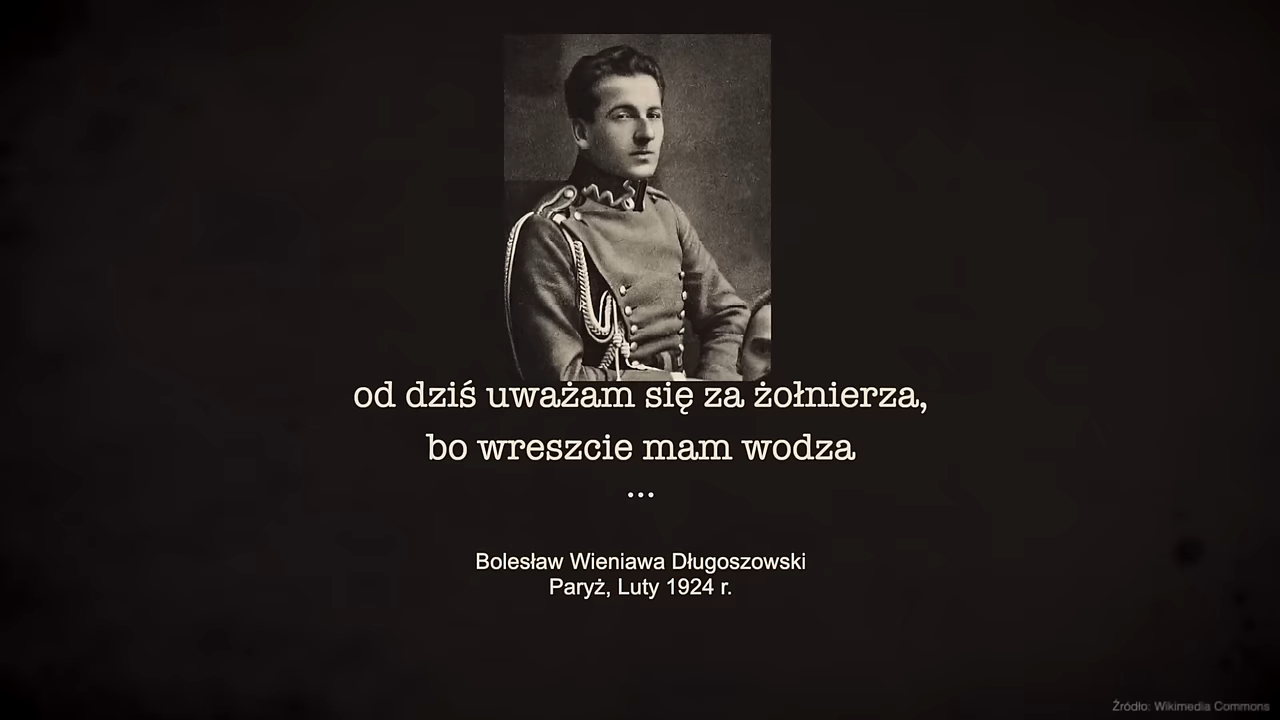 od dziś uważam się za żołnierza,
bo wreszcie mam wodza
...
Bolesław Wieniawa Długoszowski
Paryż, Luty 1924 r.
Źródło: Wikimedia Commons